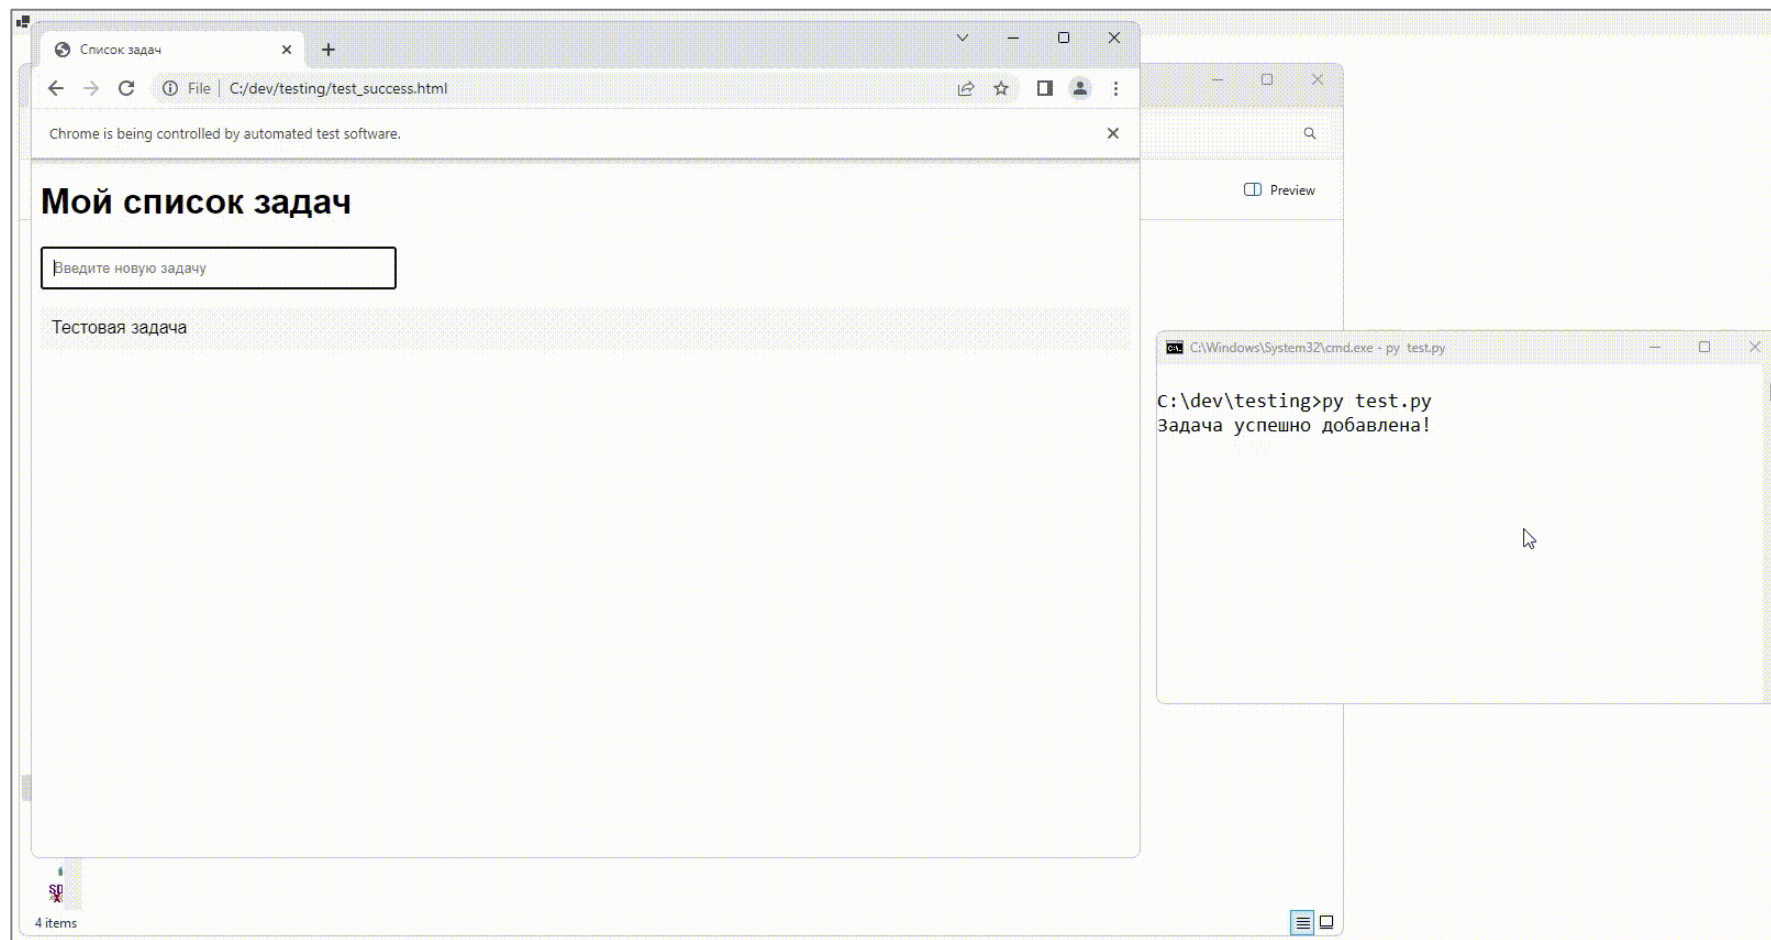 Список задач
File
C:/dev/testing/test_success.html
Chrome is being controlled by automated test software.
Мой список задач
Введите новую задачу
Тестовая задача
Preview
C:\Windows\System32\cmd.exe - py test.py
C:\dev\testing>py test.py
Задача успешно добавлена!
4 items